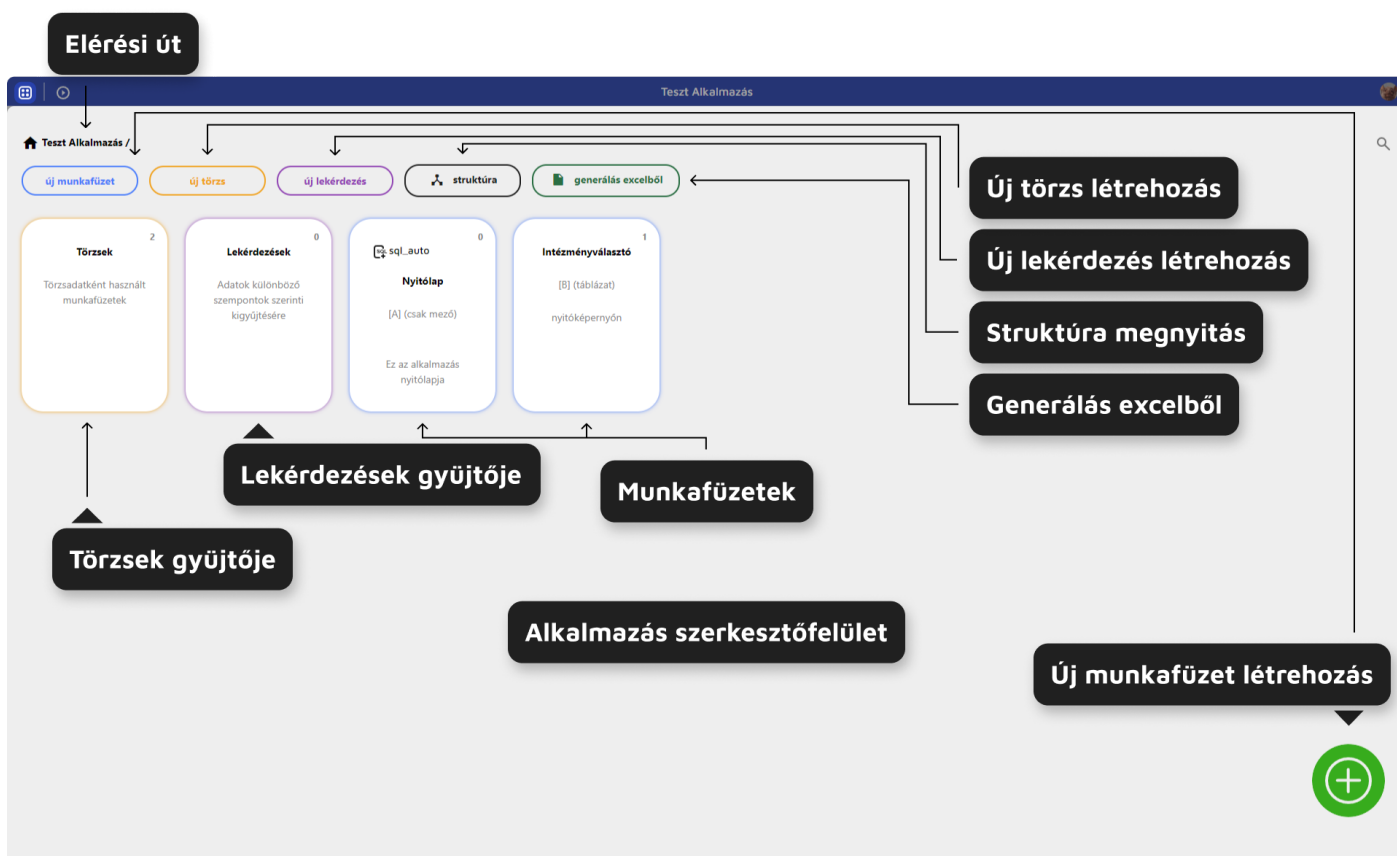 Elérési út
Teszt Alkalmazás
Teszt Alkalmazás /
új munkafüzet
új törzs
új lekérdezés
struktúra
generálás excelből
Új törzs létrehozás
Új lekérdezés létrehozás
Struktúra megnyitás
Generálás excelből
2
Törzsek
Törzsadatként használt
munkafüzetek
0
Lekérdezések
Adatok különböző
szempontok szerinti
kigyűjtésére
0
SQL sql_auto
Nyitólap
[A] (csak mező)
Ez az alkalmazás
nyitólapja
1
Intézményválasztó
[B] (táblázat)
nyitóképernyőn
Lekérdezések gyüjtője
Munkafüzetek
Törzsek gyüjtője
Alkalmazás szerkesztőfelület
Új munkafüzet létrehozás